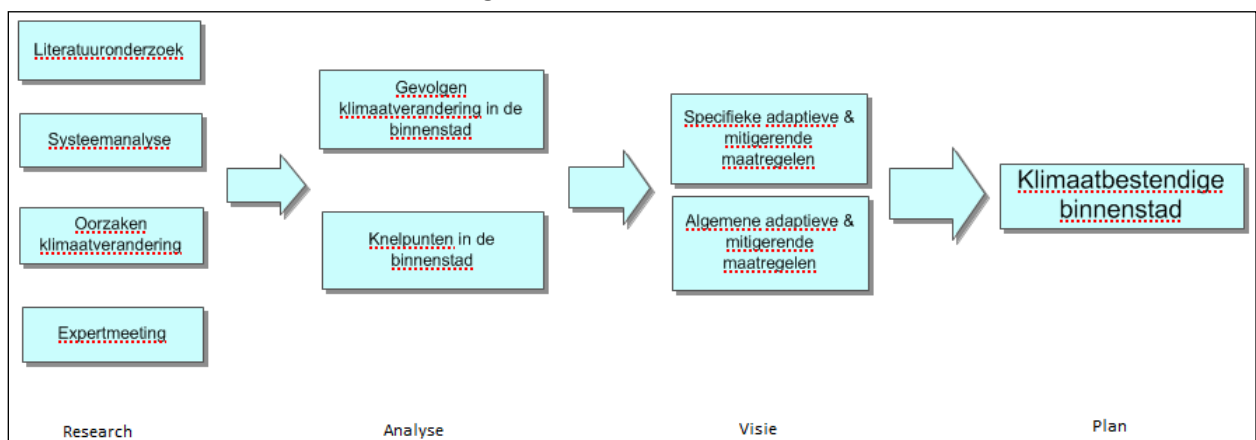 Literatuuronderzoek
Systeemanalyse
Oorzaken
klimaatverandering
Expertmeeting
Research
Gevolgen
klimaatverandering in de
binnenstad
Knelpunten in de
binnenstad
Analyse
Specifieke adaptieve &
mitigerende
maatregelen
Algemene adaptieve &
mitigerende
maatregelen
Visie
Klimaatbestendige
binnenstad
Plan